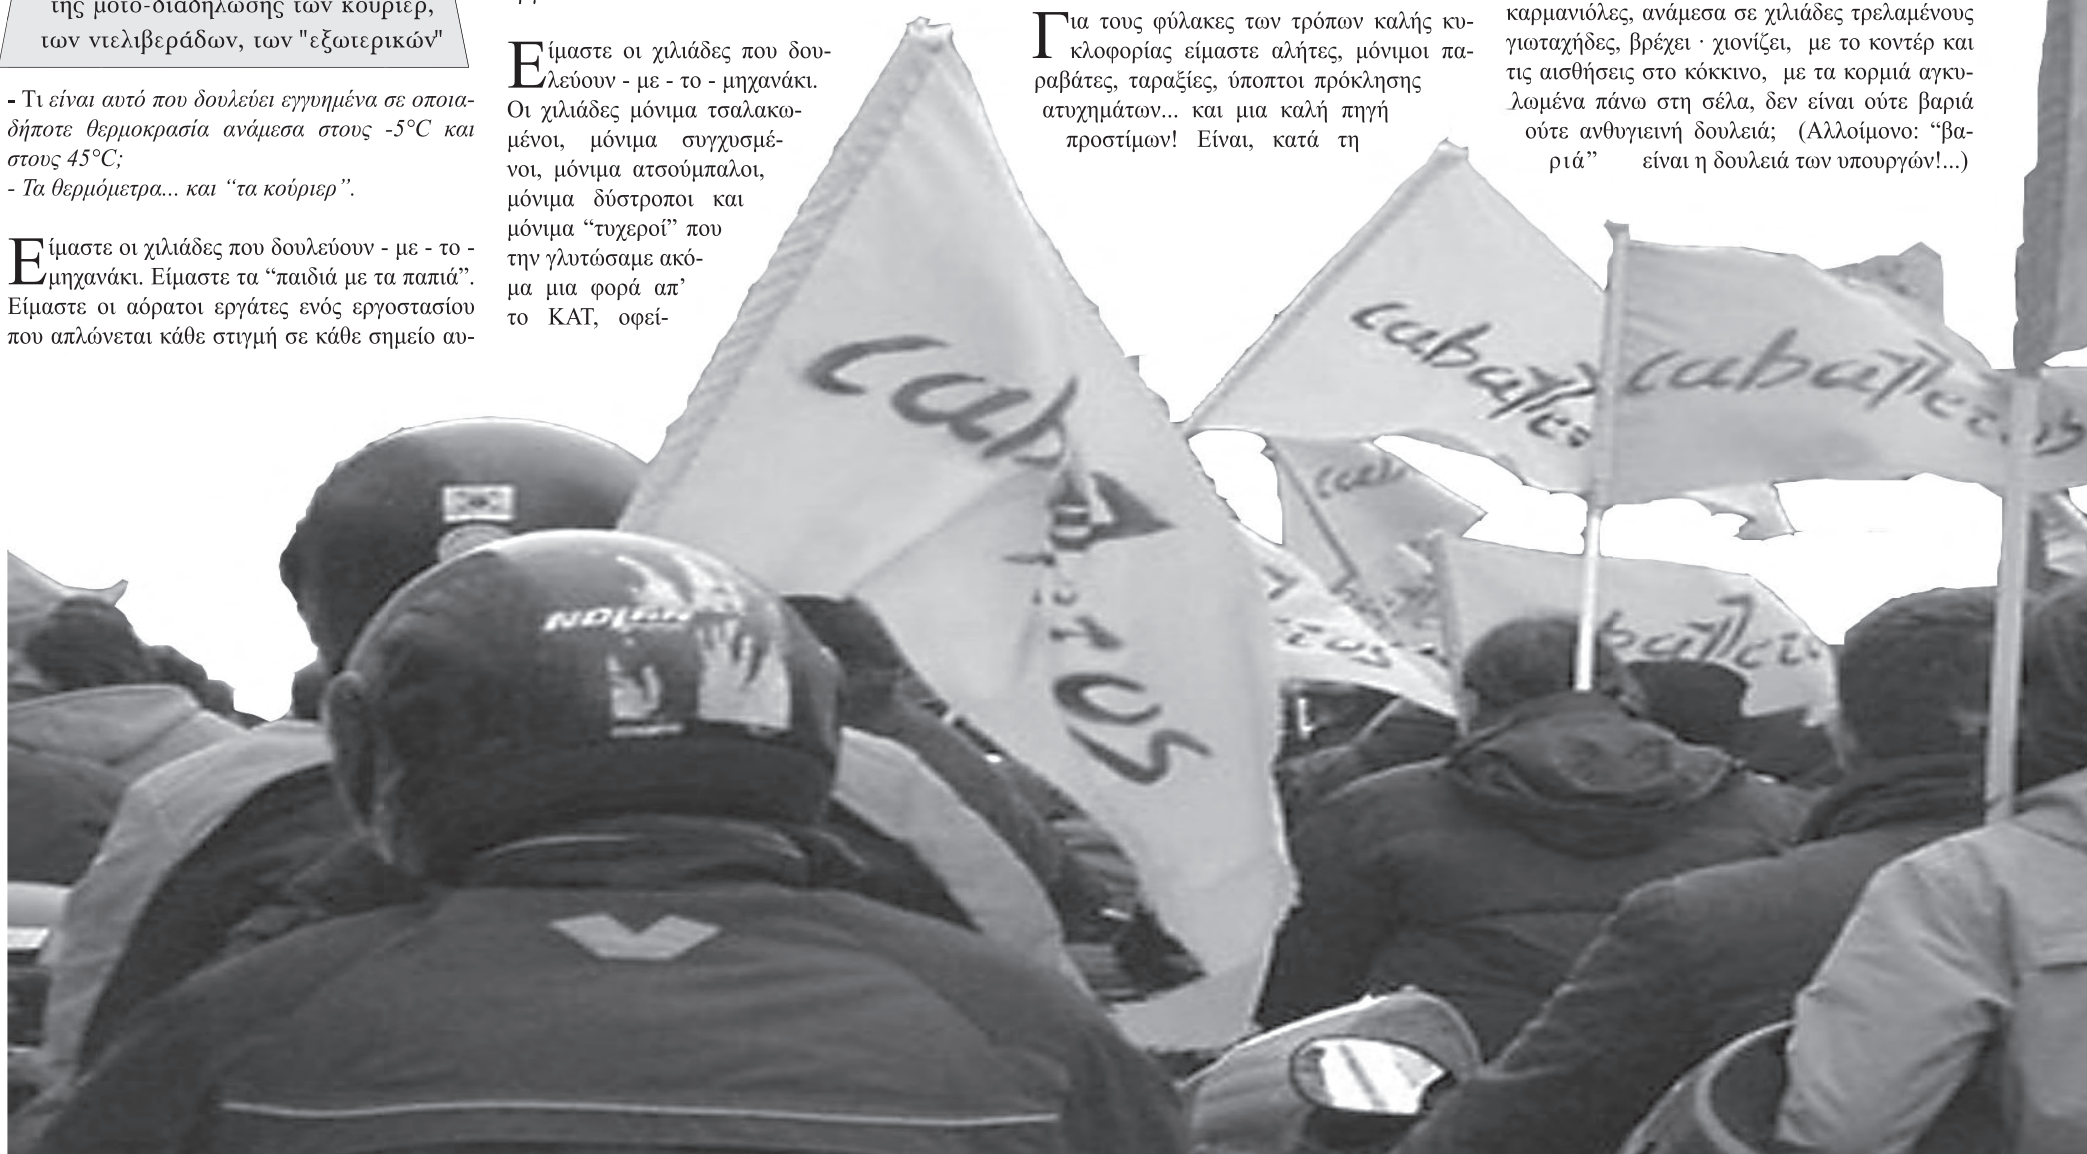 της μοτο-διαδήλωσης των κούριερ,
των ντελιβεράδων, των "εξωτερικών"
- Τι είναι αυτό που δουλεύει εγγυημένα σε οποια-
δήποτε θερμοκρασία ανάμεσα στους -5°C και
στους 45°C;
- Τα θερμόμετρα... και “τα κούριερ”.
Είμαστε οι χιλιάδες που δουλεύουν - με - το -
μηχανάκι. Είμαστε τα “παιδιά με τα παπιά”.
Είμαστε οι αόρατοι εργάτες ενός εργοστασίου
που απλώνεται κάθε στιγμή σε κάθε σημείο αυ-
Είμαστε οι χιλιάδες που δου-
λεύουν - με - το - μηχανάκι.
Οι χιλιάδες μόνιμα τσαλακω-
μένοι, μόνιμα συγχυσμέ-
νοι, μόνιμα ατσούμπαλοι,
μόνιμα δύστροποι και
μόνιμα “τυχεροί” που
την γλυτώσαμε ακό-
μα μια φορά απ’
το ΚΑΤ, οφεί-
Για τους φύλακες των τρόπων καλής κυ-
κλοφορίας είμαστε αλήτες, μόνιμοι πα-
ραβάτες, ταραξίες, ύποπτοι πρόκλησης
ατυχημάτων... και μια καλή πηγή
προστίμων! Είναι, κατά τη
καρμανιόλες, ανάμεσα σε χιλιάδες τρελαμένους
γιωταχήδες, βρέχει · χιονίζει, με το κοντέρ και
τις αισθήσεις στο κόκκινο, με τα κορμιά αγκυ-
λωμένα πάνω στη σέλα, δεν είναι ούτε βαριά
ούτε ανθυγιεινή δουλειά; (Αλλοίμονο: “βα-
ριά” είναι η δουλειά των υπουργών!...)
caballeros
caballeros
Nolan